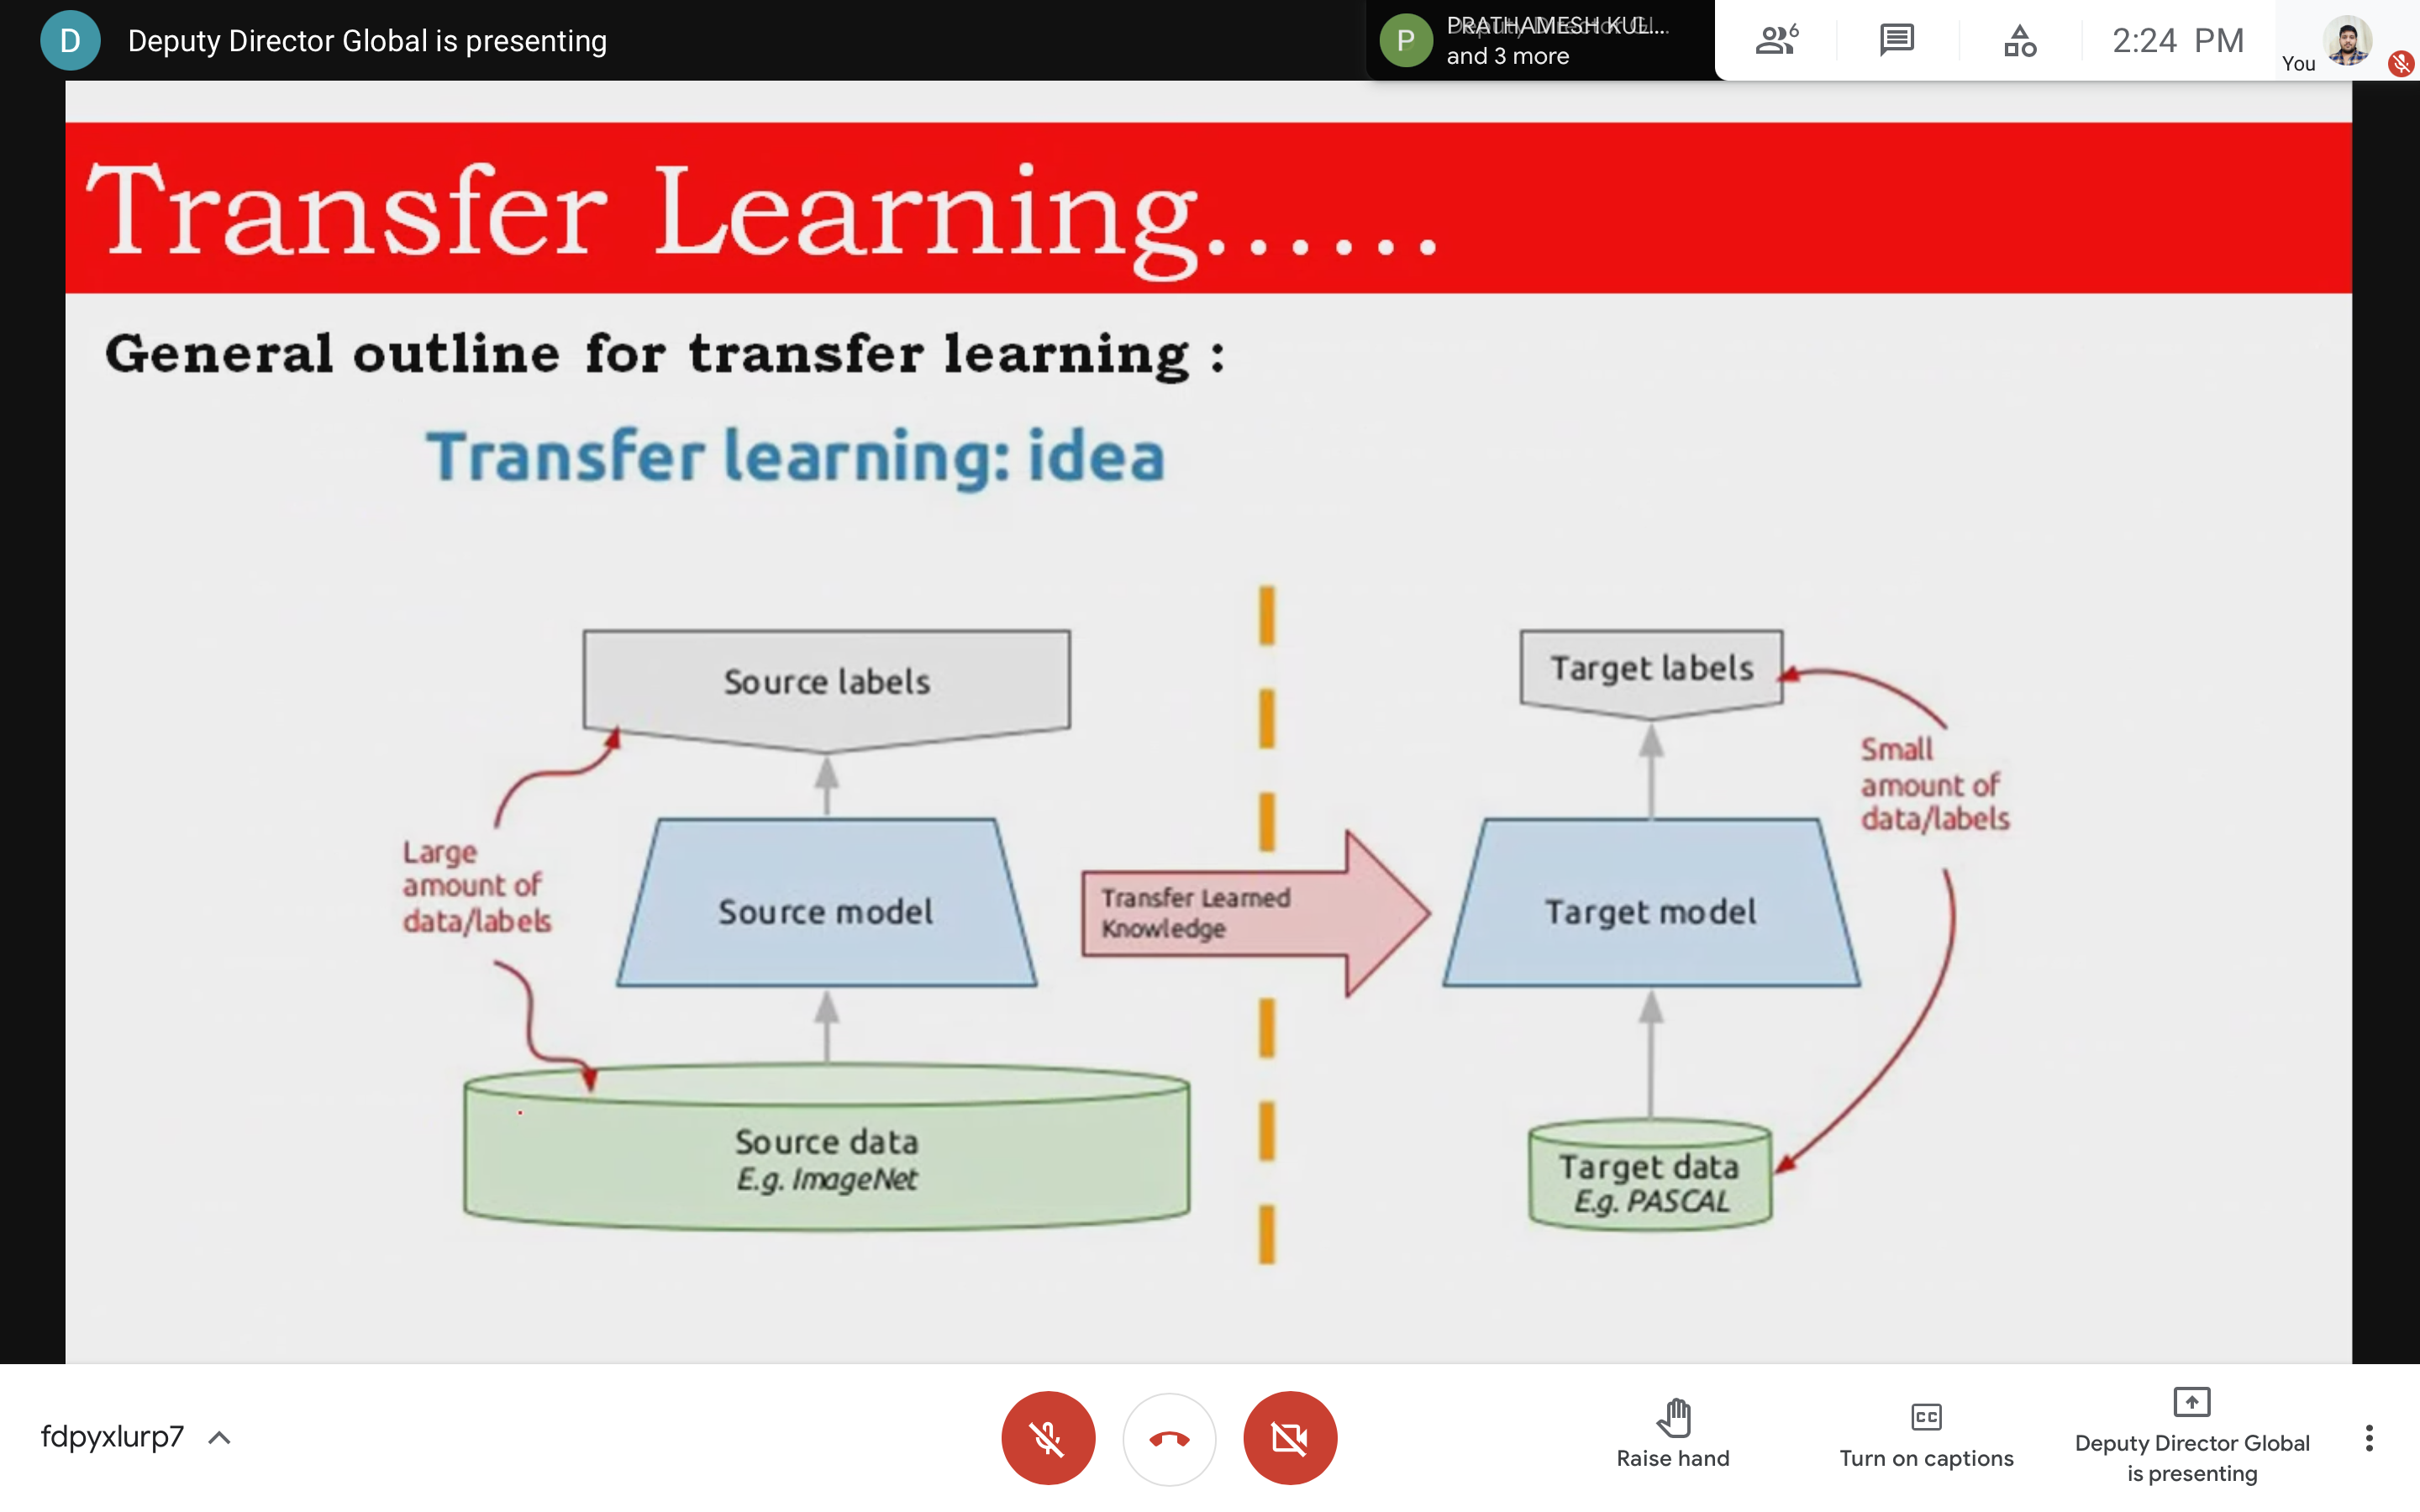 D
Deputy Director Global is presenting
P
PRATHAMESH KUL...
and 3 more
6
2:24 PM
You
Transfer Learning......
General outline for transfer learning :
Transfer learning: idea
Source labels
Target labels
Small
amount of
data/labels
Large
amount of
data/labels
Source model
Transfer Learned
Knowledge
Target model
Source data
E.g. ImageNet
Target data
E.g. PASCAL
fdpyxlurp7
Raise hand
CC
Turn on captions
Deputy Director Global
is presenting